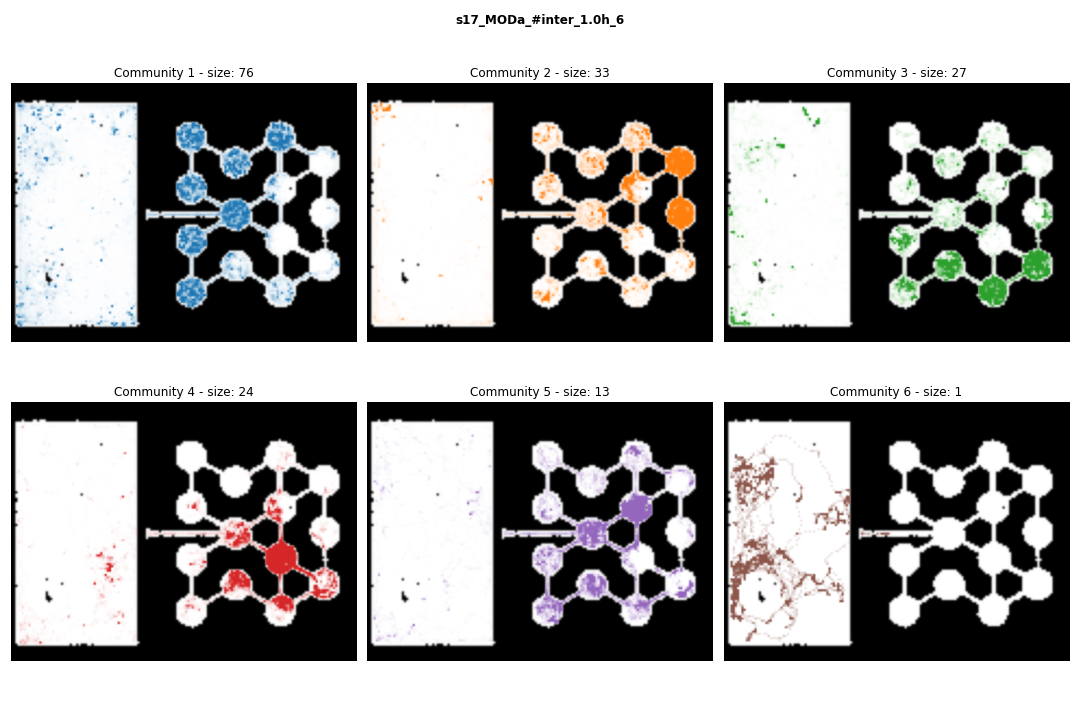 s17_MODa_#inter_1.0h_6
Community 1 - size: 76
Community 2 - size: 33
Community 3 - size: 27
Community 4 - size: 24
Community 5 - size: 13
Community 6 - size: 1